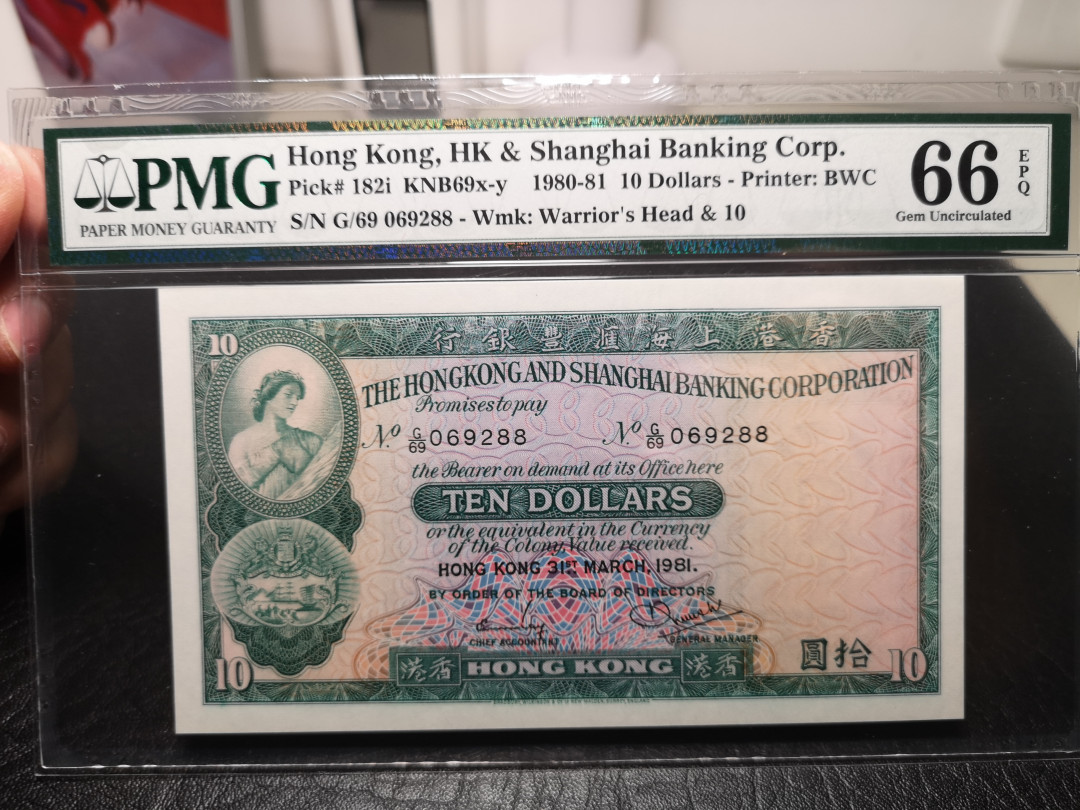 PMG
PAPER MONEY GUARANTY
Hong Kong, HK & Shanghai Banking Corp.
Pick# 182i KNB69x-y 1980-81 10 Dollars - Printer: BWC
S/N G/69 069288 - Wmk: Warrior's Head & 10
66
EPQ
Gem Uncirculated
10
行銀豐滙海上港香
THE HONGKONG AND SHANGHAI BANKING CORPORATION
Promises to pay
No. G/69 069288 No. G/69 069288
the Bearer on demand at its Office here
TEN DOLLARS
or the equivalent in the Currency
of the Colony Value received.
HONG KONG 31ST MARCH, 1981.
BY ORDER OF THE BOARD OF DIRECTORS
CHIEF ACCOUNTANT GENERAL MANAGER
10 港香 HONG KONG 港香 圓拾 10